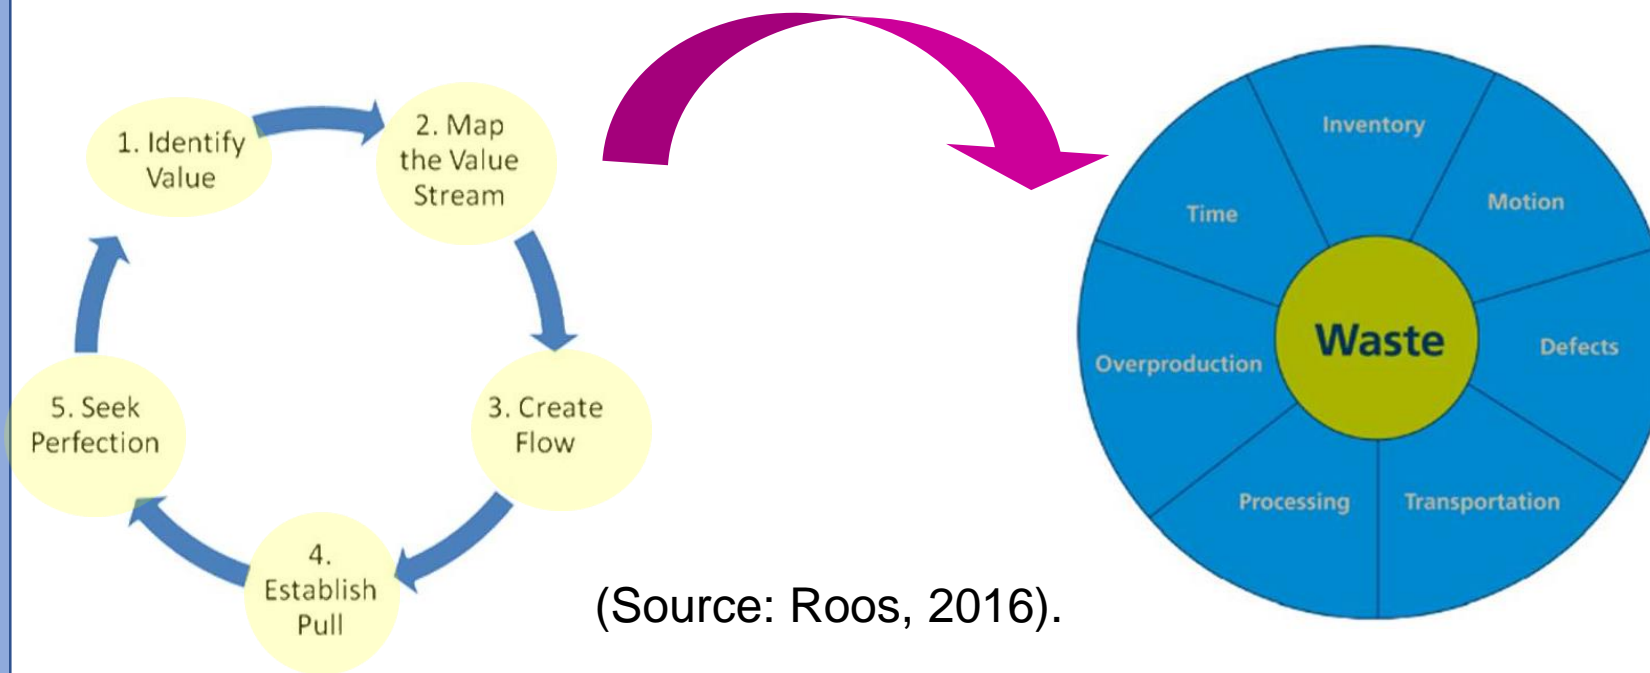 1. Identify
Value
2. Map
the Value
Stream
3. Create
Flow
4.
Establish
Pull
5. Seek
Perfection
Inventory
Motion
Defects
Transportation
Processing
Overproduction
Time
Waste
(Source: Roos, 2016).